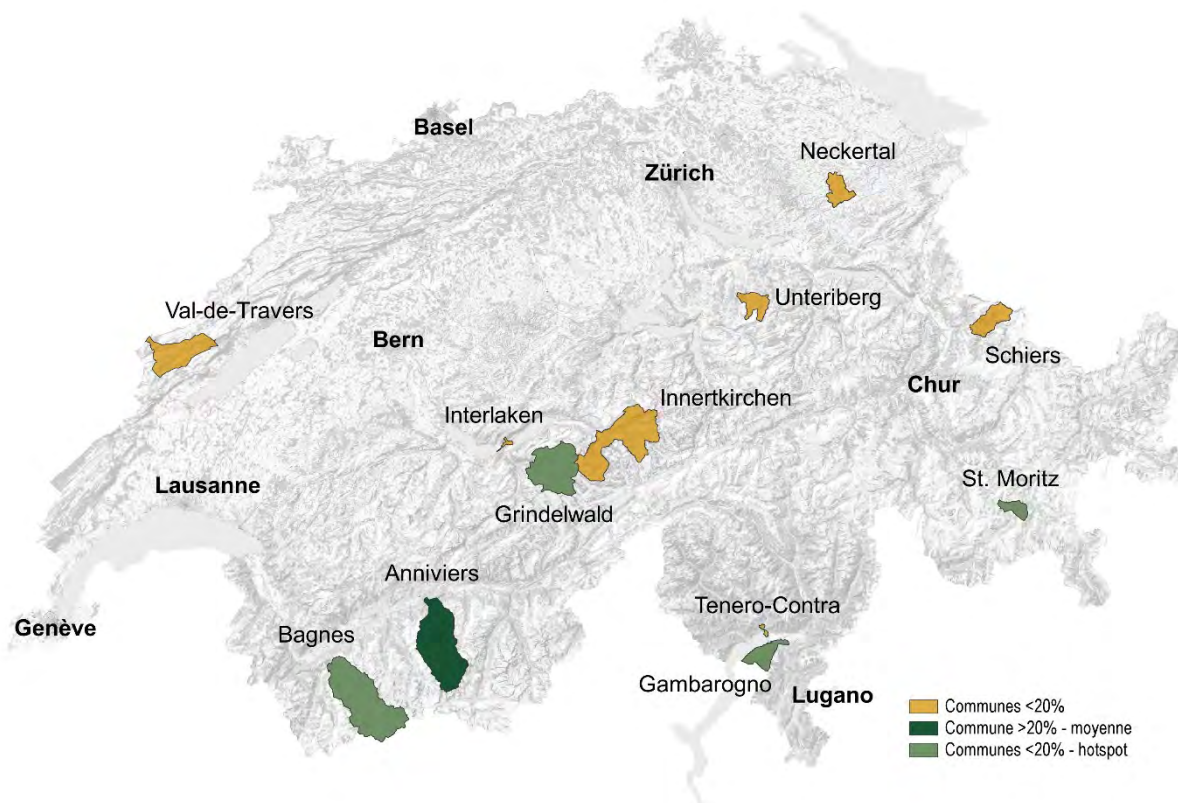 Basel
Neckertal
Zürich
Unteriberg
Val-de-Travers
Bern
Schiers
Chur
Innertkirchen
Interlaken
St. Moritz
Lausanne
Grindelwald
Anniviers
Tenero-Contra
Genève
Bagnes
Gambarogno
Lugano
Communes <20%
Commune >20% - moyenne
Communes <20% - hotspot